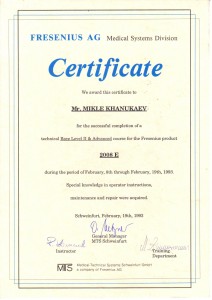 FRESENIUS AG Medical Systems Division
Certificate
We award this certificate to
Mr. MIKLE KHANUKAEV
for the successful completion of a
technical Base Level II & Advanced course for the Fresenius product
2008 E
during the period of February, 8th through February, 19th, 1993.
Special knowledge in operator instructions,
maintenance and repair were acquired.
Schweinfurt, February, 19th, 1993
Instructor
General Manager
MTS Schweinfurt
Training
Department
MTS Medical Technical Systems Schweinfurt GmbH
A company of Fresenius AG